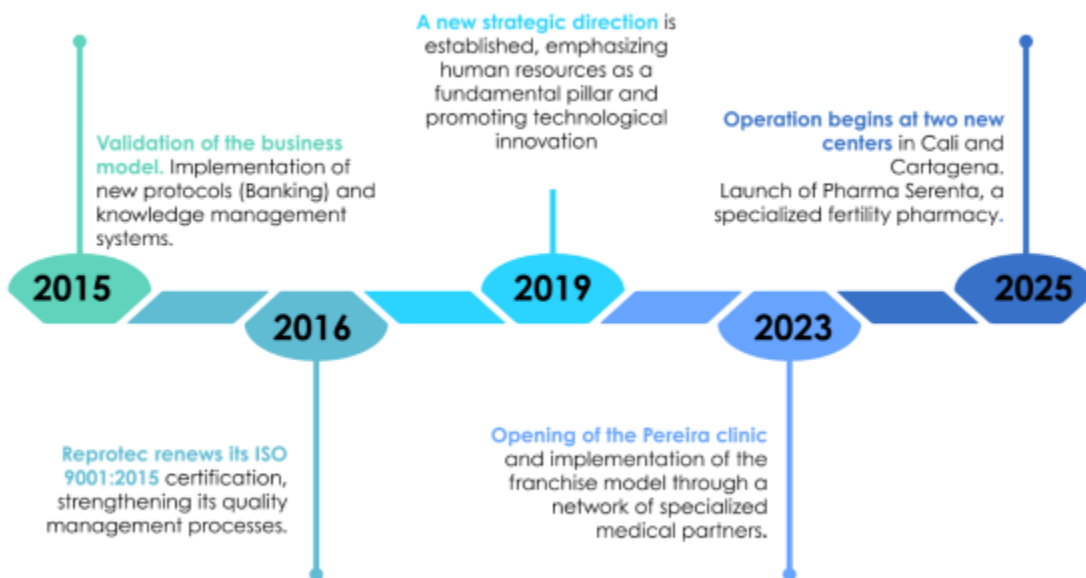 Validation of the business
model. Implementation of
new protocols (Banking) and
knowledge management
systems.
2015
Reprotec renews its ISO
9001:2015 certification,
strengthening its quality
management processes.
2016
A new strategic direction is
established, emphasizing
human resources as a
fundamental pillar and
promoting technological
innovation
2019
Opening of the Pereira clinic
and implementation of the
franchise model through a
network of specialized
medical partners.
2023
Operation begins at two new
centers in Cali and
Cartagena.
Launch of Pharma Serenta, a
specialized fertility pharmacy.
2025